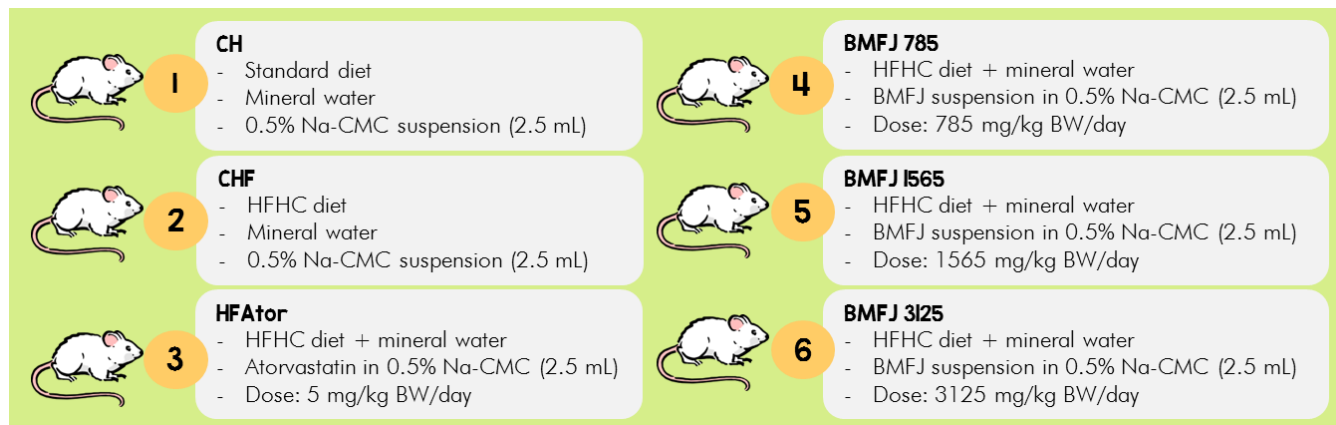 1
CH
- Standard diet
- Mineral water
- 0.5% Na-CMC suspension (2.5 mL)
2
CHF
- HFHC diet
- Mineral water
- 0.5% Na-CMC suspension (2.5 mL)
3
HFAtor
- HFHC diet + mineral water
- Atorvastatin in 0.5% Na-CMC (2.5 mL)
- Dose: 5 mg/kg BW/day
4
BMFJ 785
- HFHC diet + mineral water
- BMFJ suspension in 0.5% Na-CMC (2.5 mL)
- Dose: 785 mg/kg BW/day
5
BMFJ 1565
- HFHC diet + mineral water
- BMFJ suspension in 0.5% Na-CMC (2.5 mL)
- Dose: 1565 mg/kg BW/day
6
BMFJ 3125
- HFHC diet + mineral water
- BMFJ suspension in 0.5% Na-CMC (2.5 mL)
- Dose: 3125 mg/kg BW/day